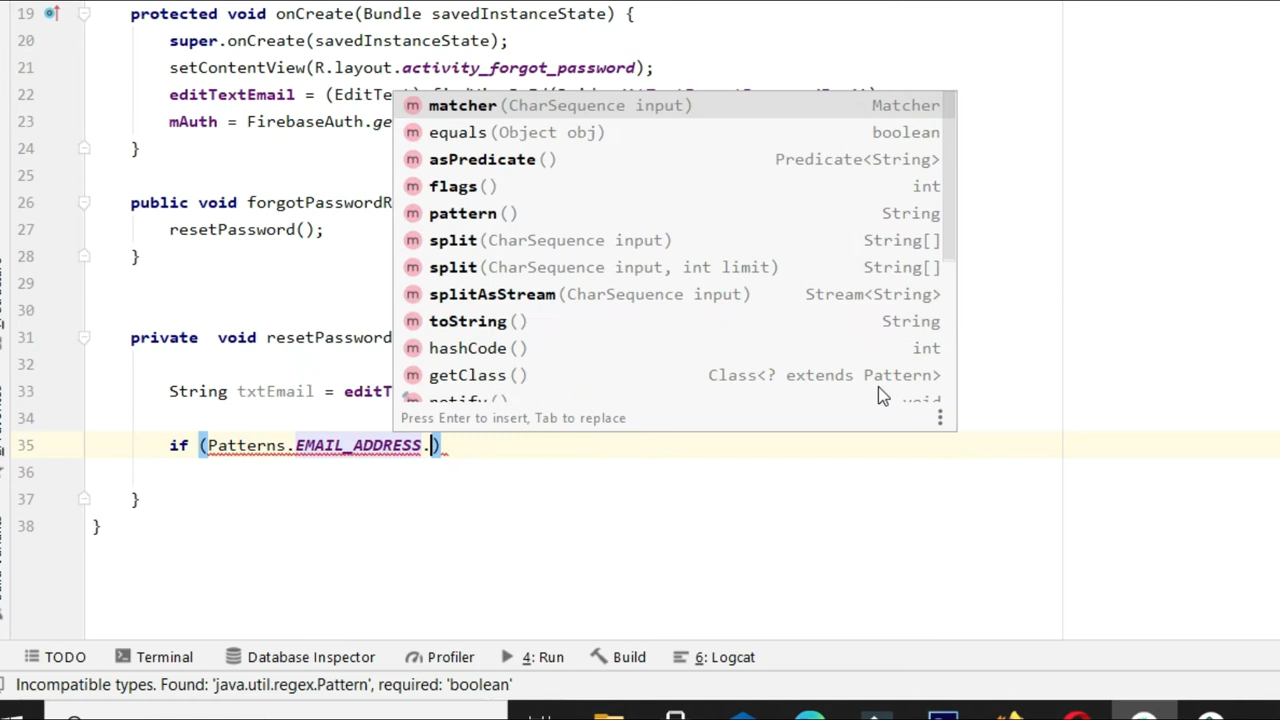 19 protected void onCreate(Bundle savedInstanceState) {
20 super.onCreate(savedInstanceState);
21 setContentView(R.layout.activity_forgot_password);
22 editTextEmail = (EditTex
23 mAuth = FirebaseAuth.ge
24 }
25
26 public void forgotPasswordR
27 resetPassword();
28 }
29
30
31 private void resetPassword
32
33 String txtEmail = editT
34
35 if (Patterns.EMAIL_ADDRESS.)
36
37 }
38 }
m matcher(CharSequence input) Matcher
m equals(Object obj) boolean
m asPredicate() Predicate<String>
m flags() int
m pattern() String
m split(CharSequence input) String[]
m split(CharSequence input, int limit) String[]
m splitAsStream(CharSequence input) Stream<String>
m toString() String
m hashCode() int
m getClass() Class<? extends Pattern>
m notify() void
Press Enter to insert, Tab to replace
TODO Terminal Database Inspector Profiler 4: Run Build 6: Logcat
Incompatible types. Found: 'java.util.regex.Pattern', required: 'boolean'